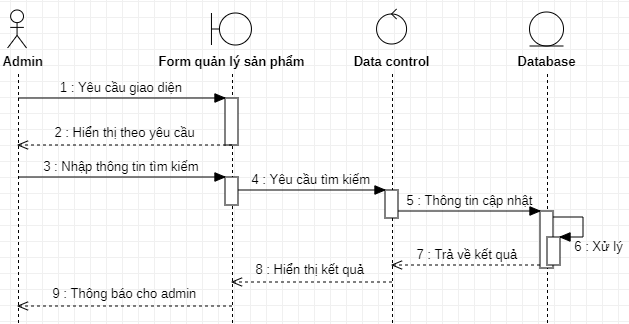 Admin
Form quản lý sản phẩm
Data control
Database
1 : Yêu cầu giao diện
2 : Hiển thị theo yêu cầu
3 : Nhập thông tin tìm kiếm
4 : Yêu cầu tìm kiếm
5 : Thông tin cập nhật
6 : Xử lý
7 : Trả về kết quả
8 : Hiển thị kết quả
9 : Thông báo cho admin